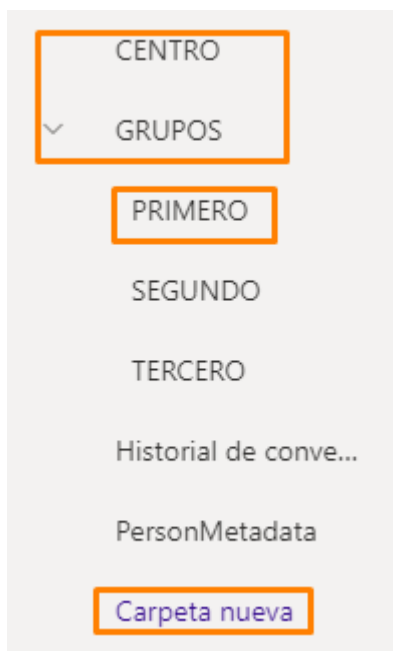 CENTRO
GRUPOS
PRIMERO
SEGUNDO
TERCERO
Historial de conve...
PersonMetadata
Carpeta nueva